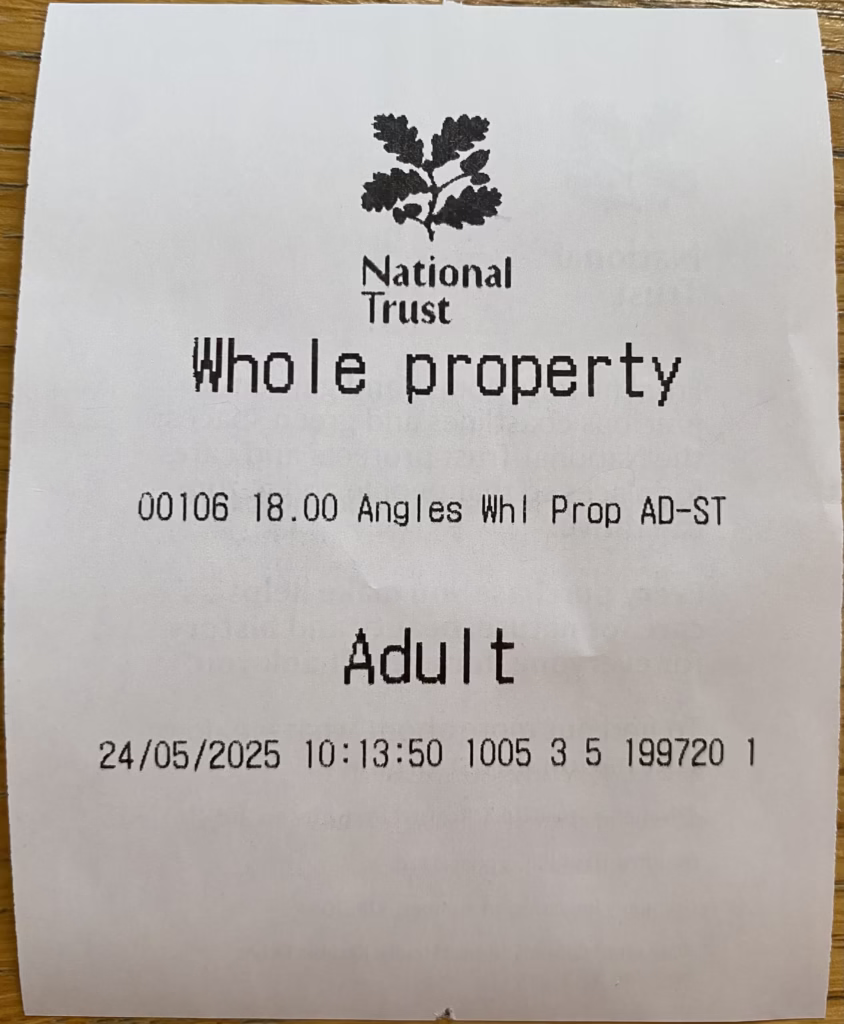 National
Trust
Whole property
00106 18.00 Angles Whl Prop AD-ST
Adult
24/05/2025 10:13:50 1005 3 5 199720 1